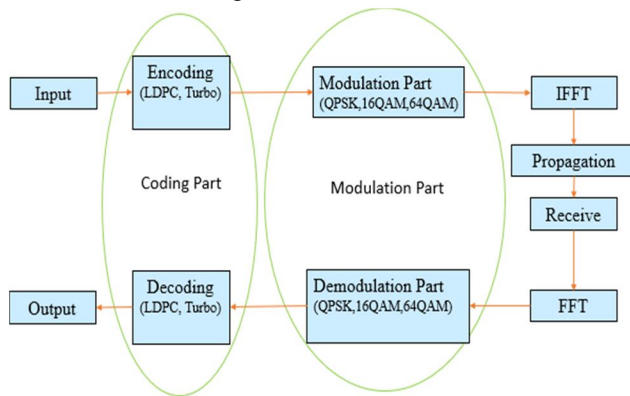 Input
Encoding
(LDPC, Turbo)
Modulation Part
(QPSK,16QAM,64QAM)
IFFT
Propagation
Receive
Coding Part
Modulation Part
Output
Decoding
(LDPC, Turbo)
Demodulation Part
(QPSK,16QAM,64QAM)
FFT